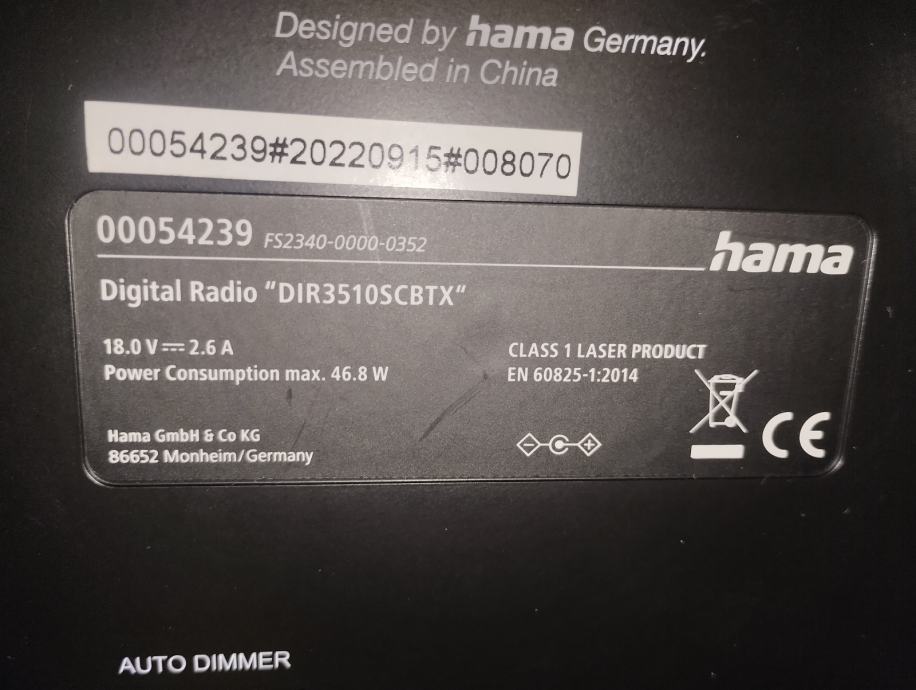 Designed by hama Germany.
Assembled in China
00054239#20220915#008070
00054239 FS2340-0000-0352
hama
Digital Radio "DIR3510SCBTX“
18.0 V ⎓ 2.6 A
Power Consumption max. 46.8 W
CLASS 1 LASER PRODUCT
EN 60825-1:2014
Hama GmbH & Co KG
86652 Monheim/Germany
CE
AUTO DIMMER